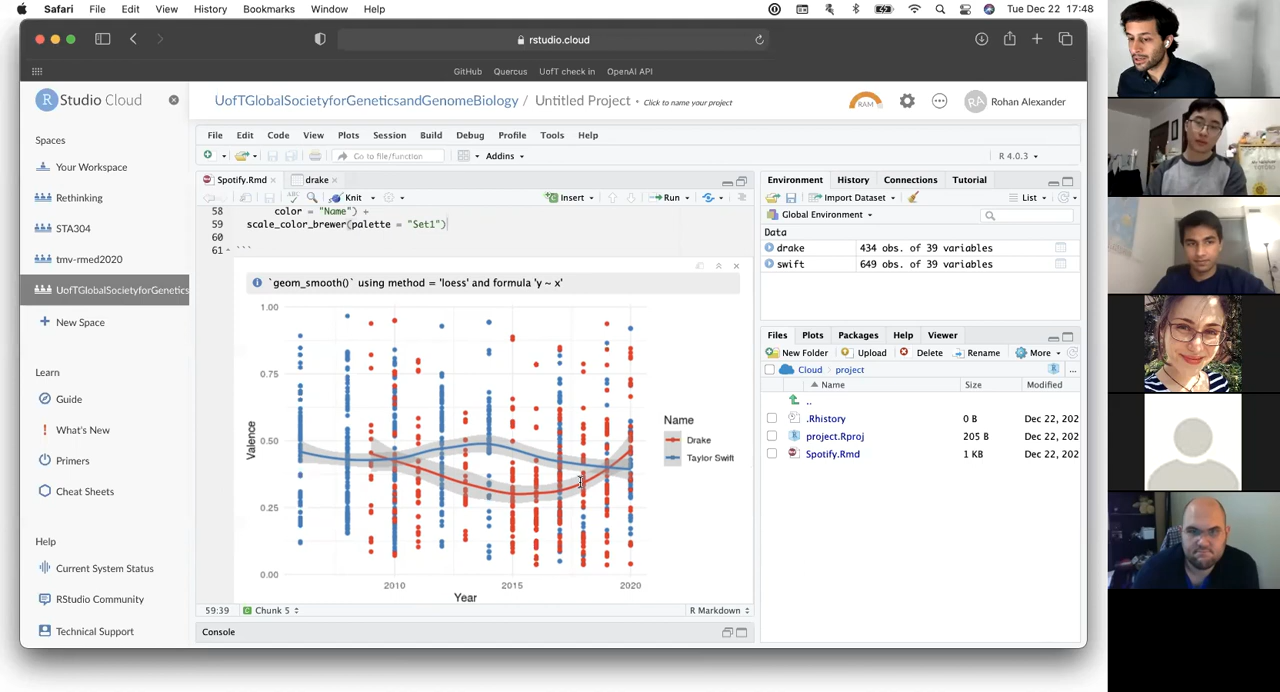 Safari File Edit View History Bookmarks Window Help Tue Dec 22 17:48
rstudio.cloud
GitHub Quercus UofT check in OpenAI API
R Studio Cloud
UofTGlobalSocietyforGeneticsandGenomeBiology / Untitled Project • Click to name your project
RAM
RA Rohan Alexander
Spaces
Your Workspace
Rethinking
STA304
tmv-rmed2020
UofTGlobalSocietyforGenetics
New Space
Learn
Guide
What's New
Primers
Cheat Sheets
Help
Current System Status
RStudio Community
Technical Support
File Edit Code View Plots Session Build Debug Profile Tools Help
Go to file/function Addins R 4.0.3
Spotify.Rmd drake
Knit Insert Run
58 color = "Name") +
59 scale_color_brewer(palette = "Set1")
60
61 ```
`geom_smooth()` using method = 'loess' and formula 'y ~ x'
1.00
0.75
0.50
0.25
0.00
Valence
2010 2015 2020
Year
Name
Drake
Taylor Swift
59:39 Chunk 5 R Markdown
Console
Environment History Connections Tutorial
Import Dataset List
Global Environment
Data
drake 434 obs. of 39 variables
swift 649 obs. of 39 variables
Files Plots Packages Help Viewer
New Folder Upload Delete Rename More
Cloud project R
...
Name Size Modified
..
.Rhistory 0 B Dec 22, 202
project.Rproj 205 B Dec 22, 202
Spotify.Rmd 1 KB Dec 22, 202